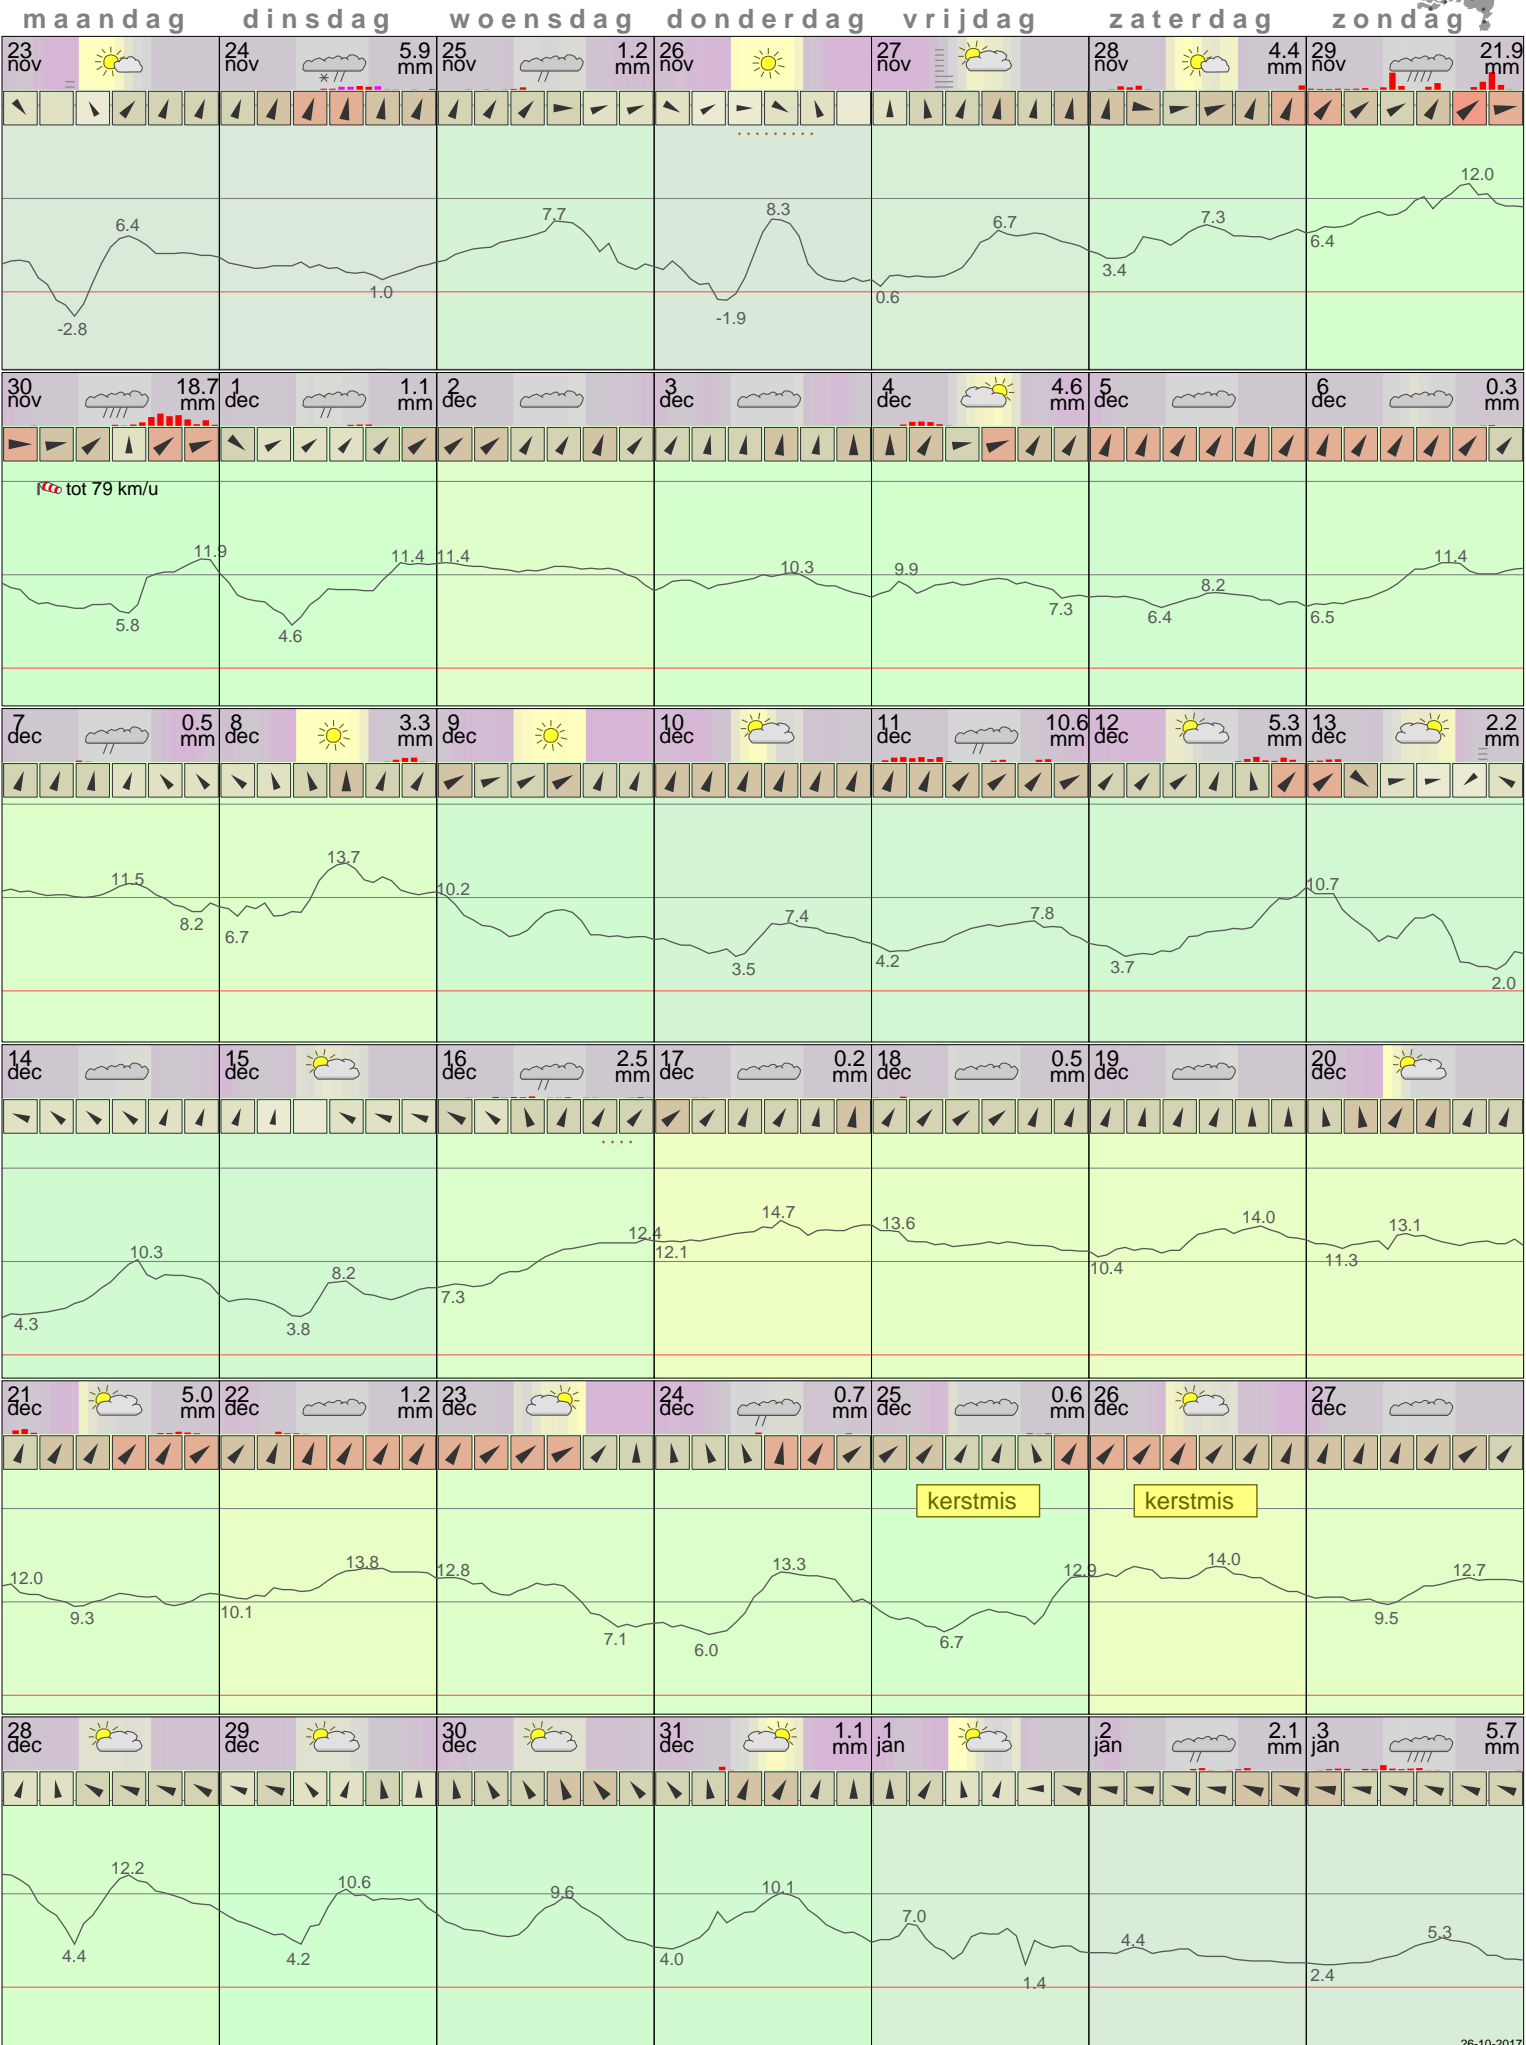 maandag dinsdag woensdag donderdag vrijdag zaterdag zondag
23 nov
24 nov 5.9 mm
25 nov 1.2 mm
26 nov
27 nov
28 nov 4.4 mm
29 nov 21.9 mm
6.4 -2.8 1.0 7.7 8.3 -1.9 0.6 6.7 3.4 7.3 6.4 12.0
30 nov 18.7 mm
1 dec 1.1 mm
2 dec
3 dec
4 dec 4.6 mm
5 dec
6 dec 0.3 mm
tot 79 km/u
5.8 11.9 4.6 11.4 11.4 10.3 9.9 7.3 6.4 8.2 6.5 11.4
7 dec 0.5 mm
8 dec 3.3 mm
9 dec
10 dec
11 dec 10.6 mm
12 dec 5.3 mm
13 dec 2.2 mm
11.5 8.2 6.7 13.7 10.2 3.5 7.4 4.2 7.8 3.7 10.7 2.0
14 dec
15 dec
16 dec 2.5 mm
17 dec 0.2 mm
18 dec 0.5 mm
19 dec
20 dec
4.3 10.3 3.8 8.2 7.3 12.4 12.1 14.7 13.6 10.4 14.0 11.3 13.1
21 dec 5.0 mm
22 dec 1.2 mm
23 dec
24 dec 0.7 mm
25 dec 0.6 mm
26 dec
27 dec
kerstmis kerstmis
12.0 9.3 10.1 13.8 12.8 7.1 6.0 13.3 6.7 12.9 14.0 9.5 12.7
28 dec
29 dec
30 dec
31 dec 1.1 mm
1 jan
2 jan 2.1 mm
3 jan 5.7 mm
4.4 12.2 4.2 10.6 9.6 4.0 10.1 7.0 1.4 4.4 2.4 5.3
26-10-2017